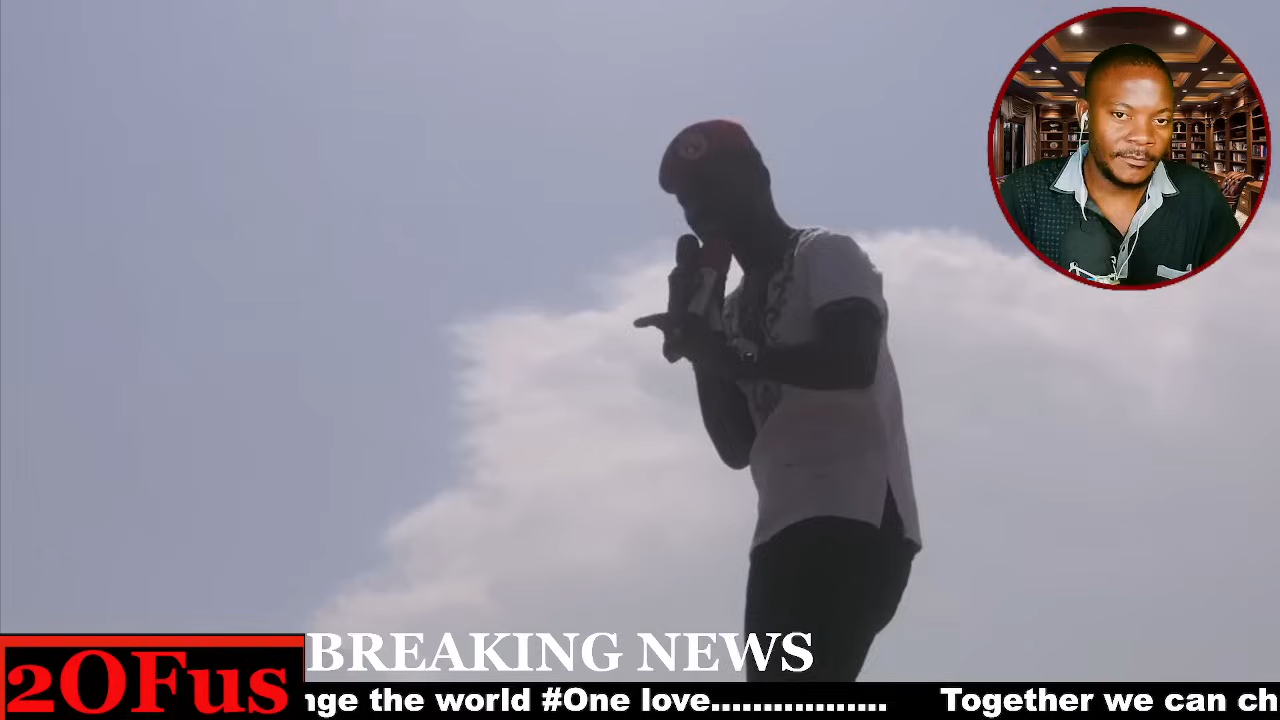 BREAKING NEWS
2OFus
nge the world #One love................. Together we can ch